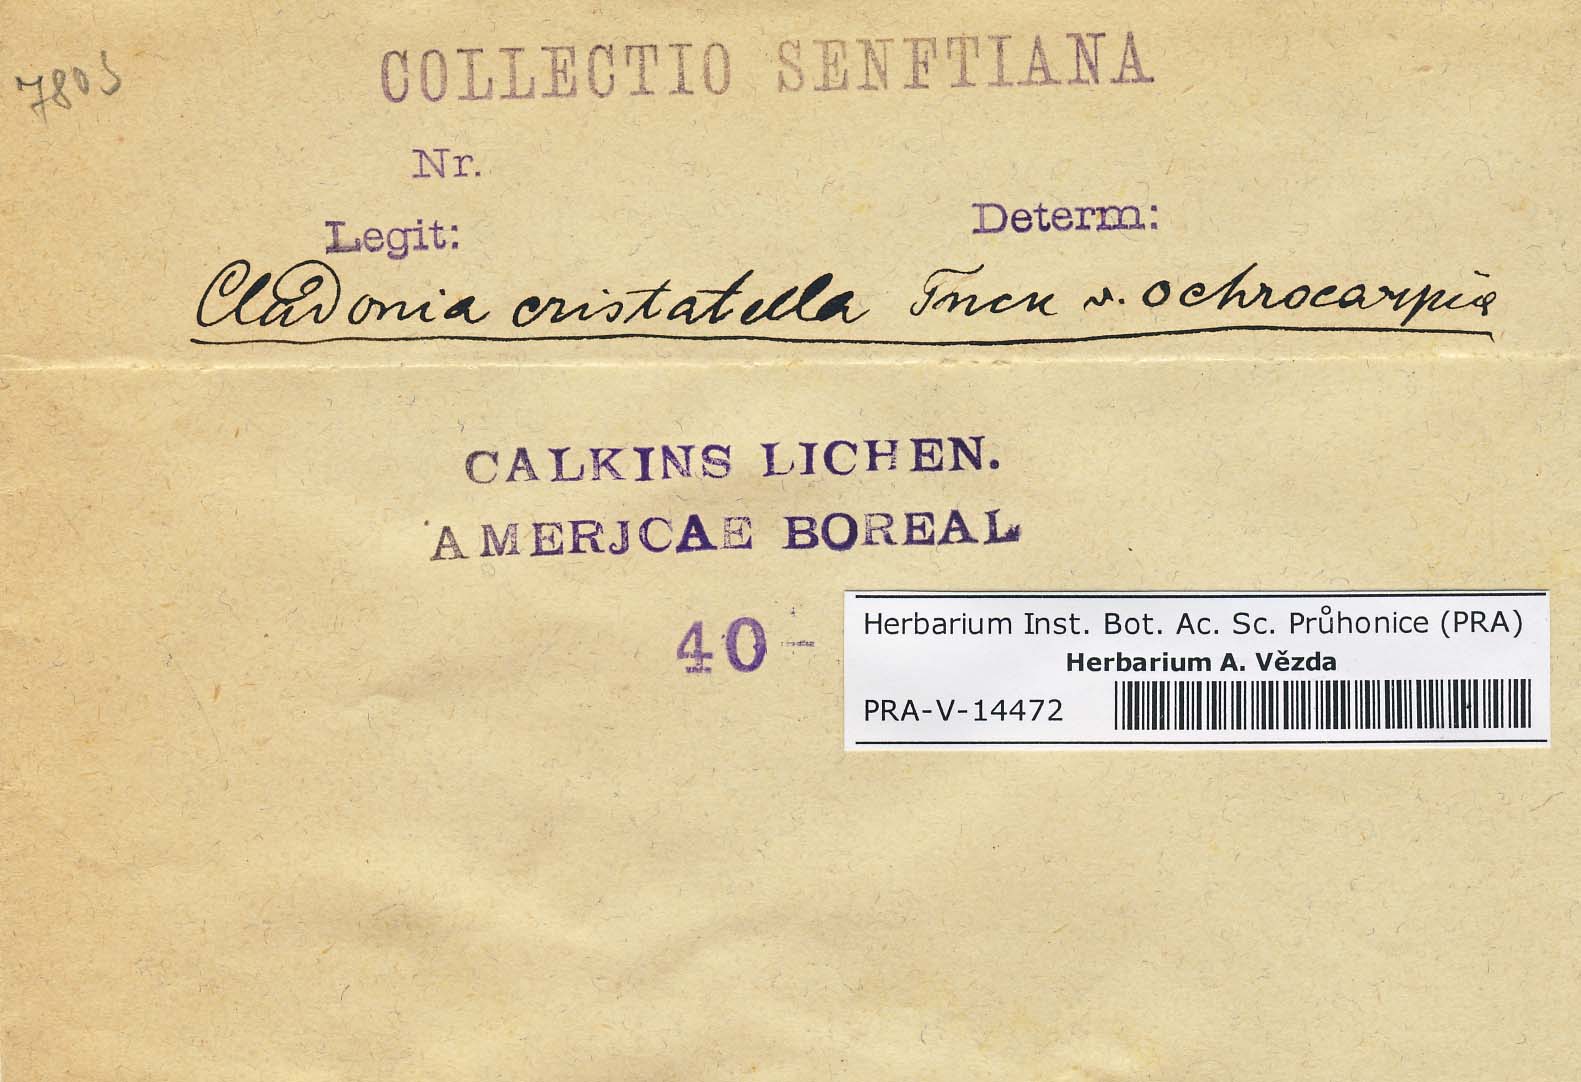 7803
COLLECTIO SENFTIANA
Nr.
Legit:
Determ:
Cladonia cristatella Tuck v. ochrocarpia
CALKINS LICHEN.
AMERJCAE BOREAL
40
Herbarium Inst. Bot. Ac. Sc. Průhonice (PRA)
Herbarium A. Vězda
PRA-V-14472